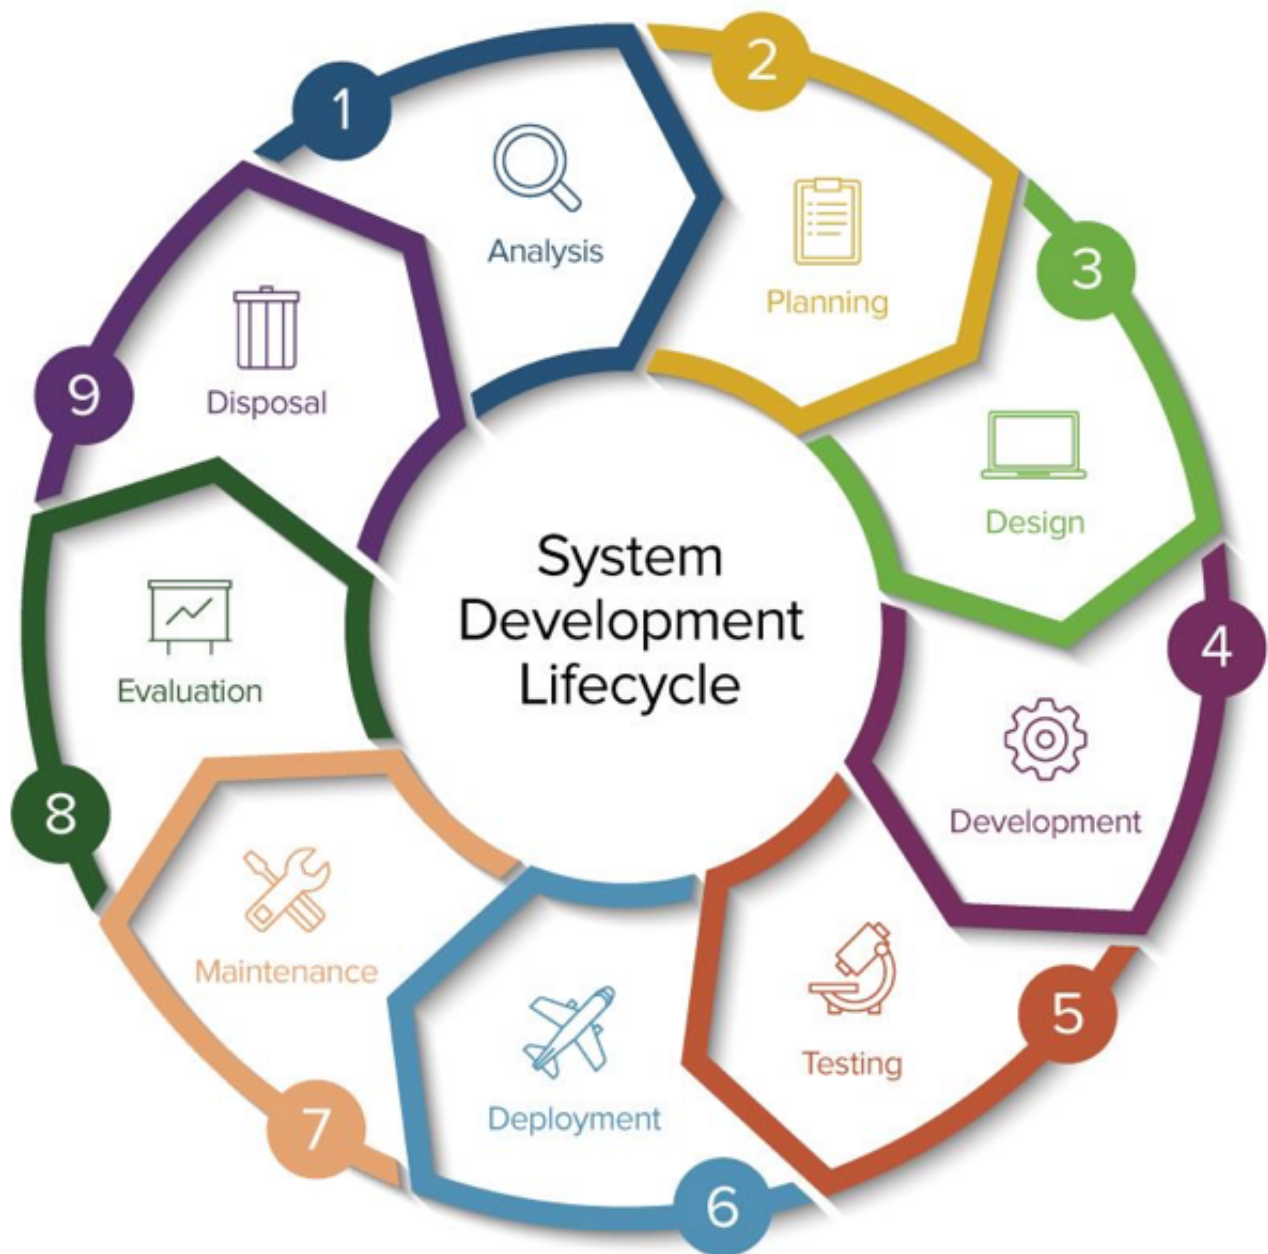 System
Development
Lifecycle
1
Analysis
2
Planning
3
Design
4
Development
5
Testing
6
Deployment
7
Maintenance
8
Evaluation
9
Disposal